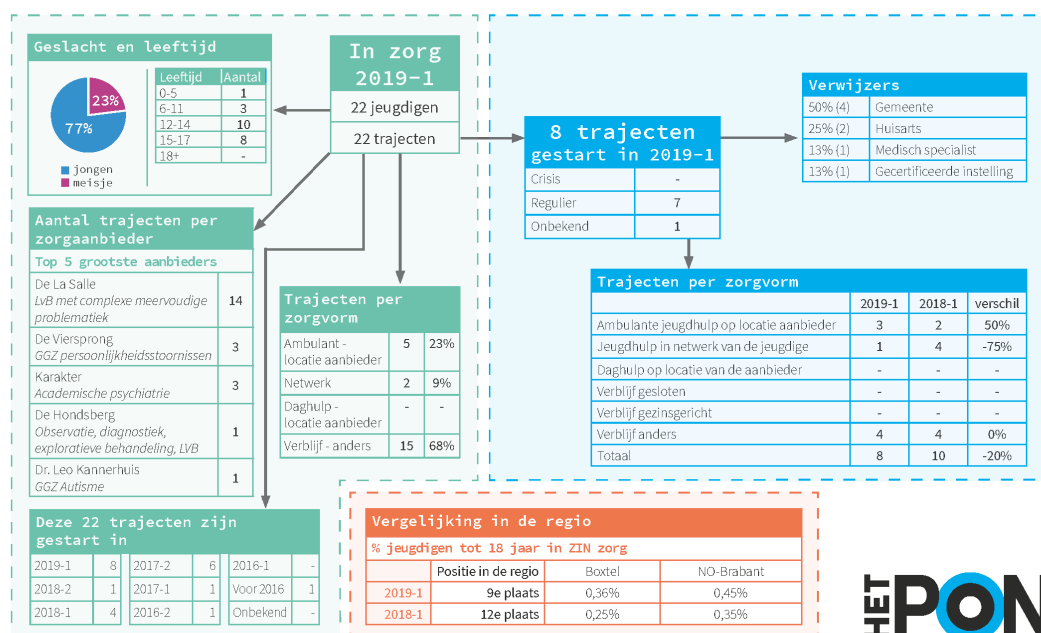 Geslacht en leeftijd
23%
77%
jongen
meisje
Leeftijd Aantal
0-5 1
6-11 3
12-14 10
15-17 8
18+ -
In zorg
2019-1
22 jeugdigen
22 trajecten
Aantal trajecten per
zorgaanbieder
Top 5 grootste aanbieders
De La Salle
LvB met complexe meervoudige
problematiek
14
De Viersprong
GGZ persoonlijkheidsstoornissen
3
Karakter
Academische psychiatrie
3
De Hondsberg
Observatie, diagnostiek,
exploratieve behandeling, LVB
1
Dr. Leo Kannerhuis
GGZ Autisme
1
Trajecten per
zorgvorm
Ambulant -
locatie aanbieder
5 23%
Netwerk 2 9%
Daghulp -
locatie aanbieder
- -
Verblijf - anders 15 68%
Deze 22 trajecten zijn
gestart in
2019-1 8 2017-2 6 2016-1 -
2018-2 1 2017-1 1 Voor 2016 1
2018-1 4 2016-2 1 Onbekend -
8 trajecten
gestart in 2019-1
Crisis -
Regulier 7
Onbekend 1
Verwijzers
50% (4) Gemeente
25% (2) Huisarts
13% (1) Medisch specialist
13% (1) Gecertificeerde instelling
Trajecten per zorgvorm
2019-1 2018-1 verschil
Ambulante jeugdhulp op locatie aanbieder 3 2 50%
Jeugdhulp in netwerk van de jeugdige 1 4 -75%
Daghulp op locatie van de aanbieder - - -
Verblijf gesloten - - -
Verblijf gezinsgericht - - -
Verblijf anders 4 4 0%
Totaal 8 10 -20%
Vergelijking in de regio
% jeugdigen tot 18 jaar in ZIN zorg
Positie in de regio Boxtel NO-Brabant
2019-1 9e plaats 0,36% 0,45%
2018-1 12e plaats 0,25% 0,35%
HET
PON